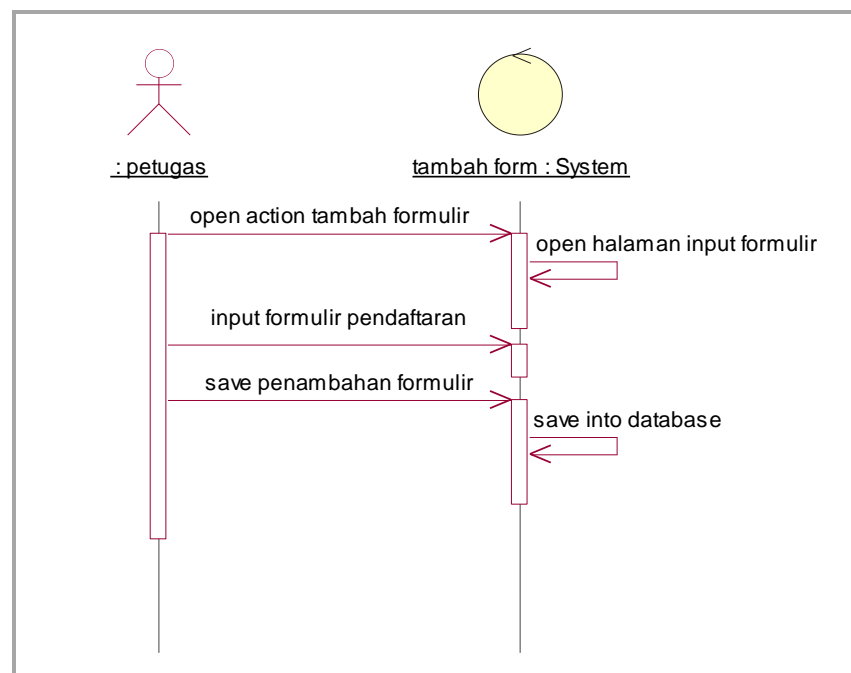 : petugas
tambah form : System
open action tambah formulir
open halaman input formulir
input formulir pendaftaran
save penambahan formulir
save into database